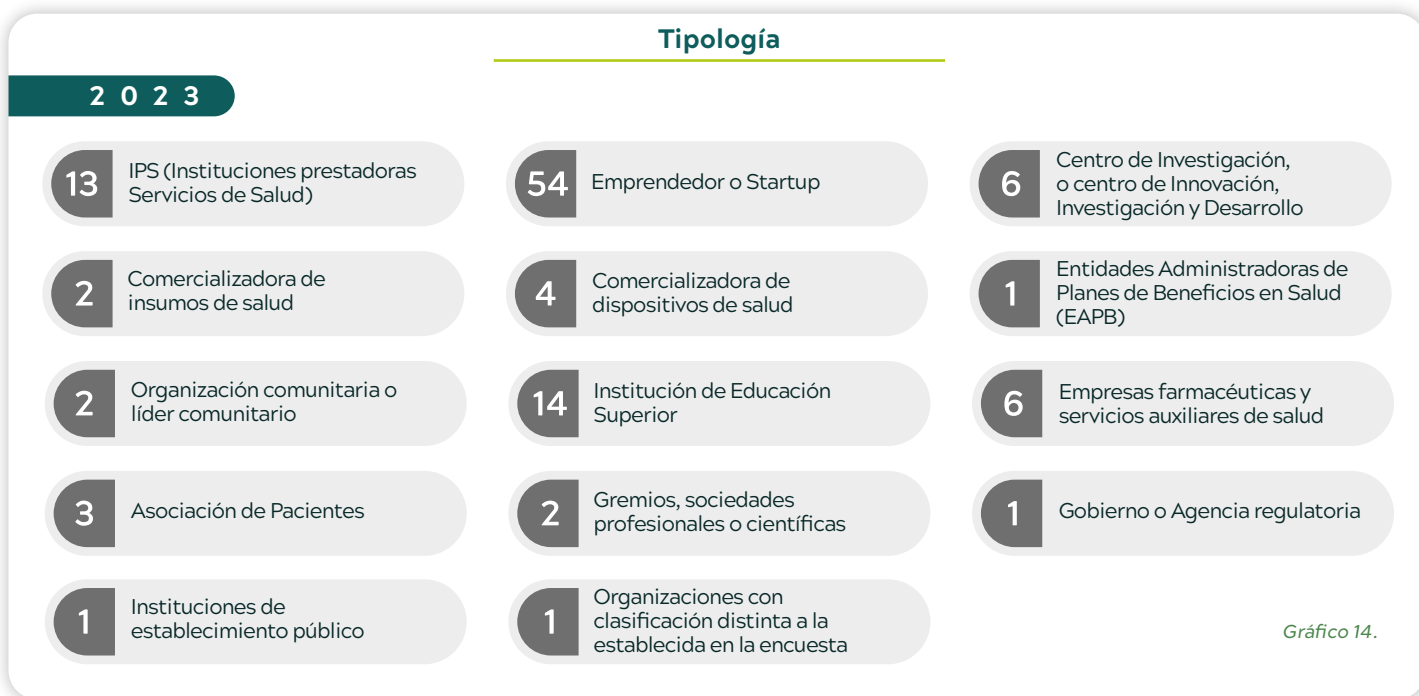 Tipología
2 0 2 3
13
IPS (Instituciones prestadoras
Servicios de Salud)
54
Emprendedor o Startup
6
Centro de Investigación,
o centro de Innovación,
Investigación y Desarrollo
2
Comercializadora de
insumos de salud
4
Comercializadora de
dispositivos de salud
1
Entidades Administradoras de
Planes de Beneficios en Salud
(EAPB)
2
Organización comunitaria o
líder comunitario
14
Institución de Educación
Superior
6
Empresas farmacéuticas y
servicios auxiliares de salud
3
Asociación de Pacientes
2
Gremios, sociedades
profesionales o científicas
1
Gobierno o Agencia regulatoria
1
Instituciones de
establecimiento público
1
Organizaciones con
clasificación distinta a la
establecida en la encuesta
Gráfico 14.